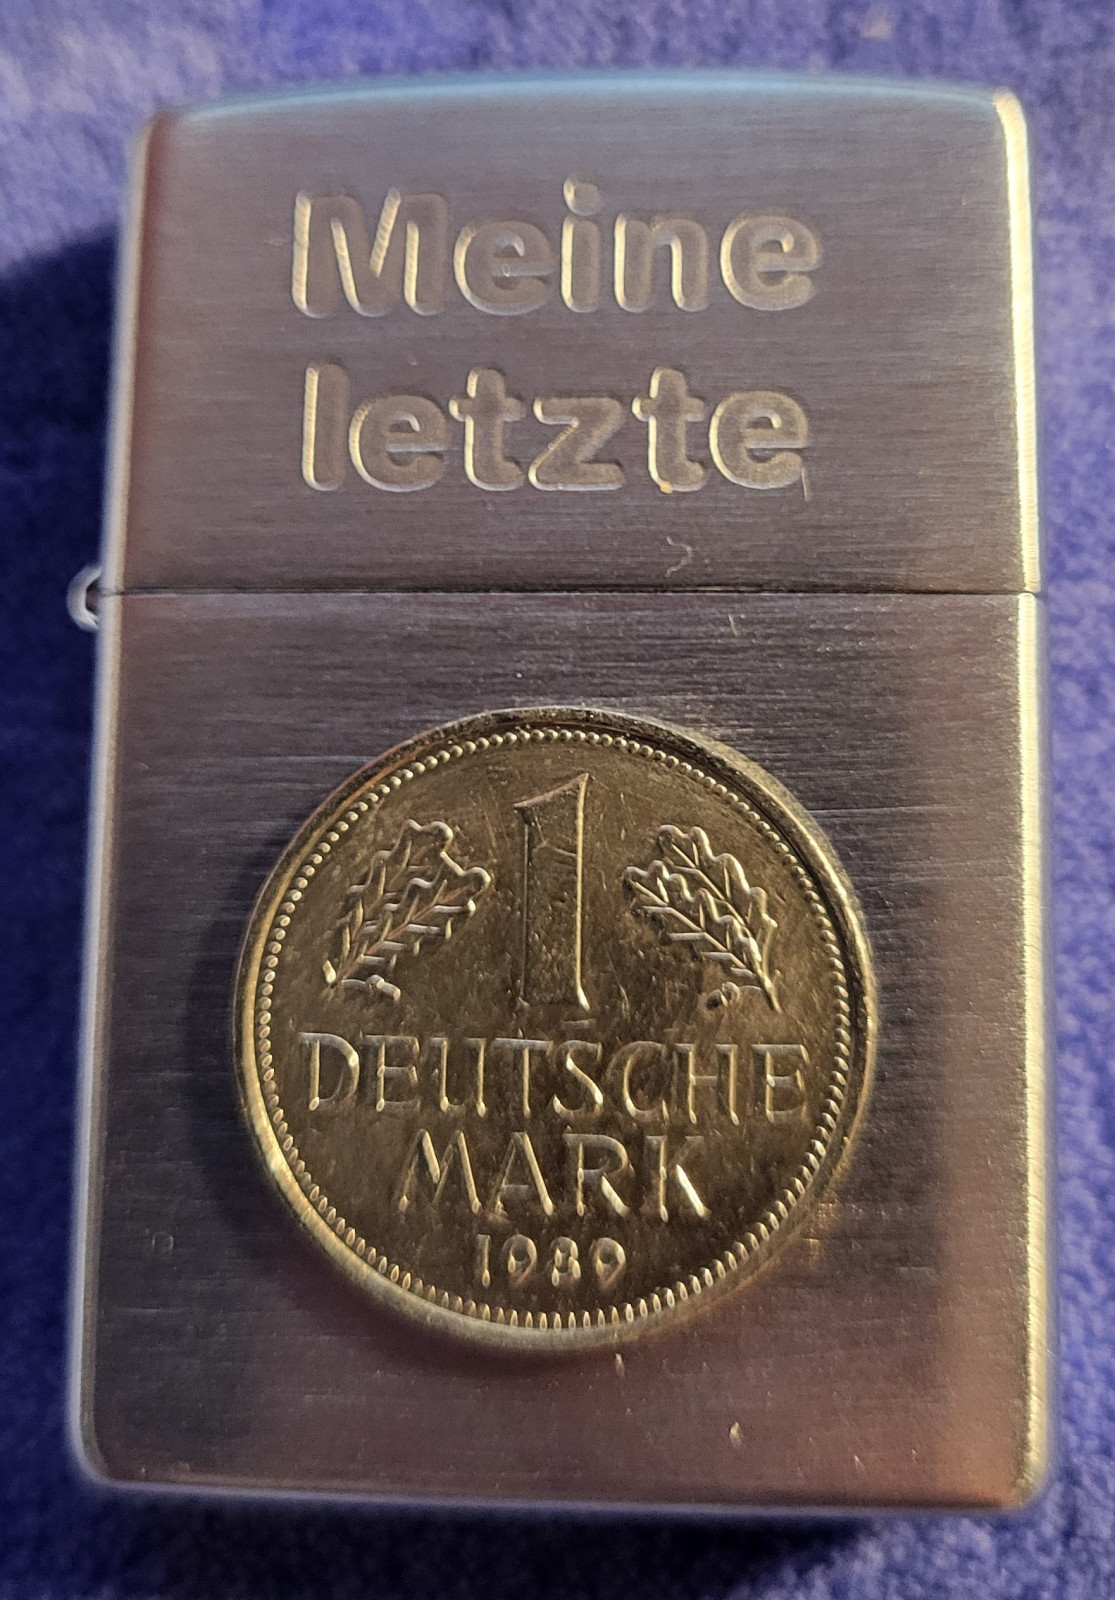 Meine
letzte
1
DEUTSCHE
MARK
1989